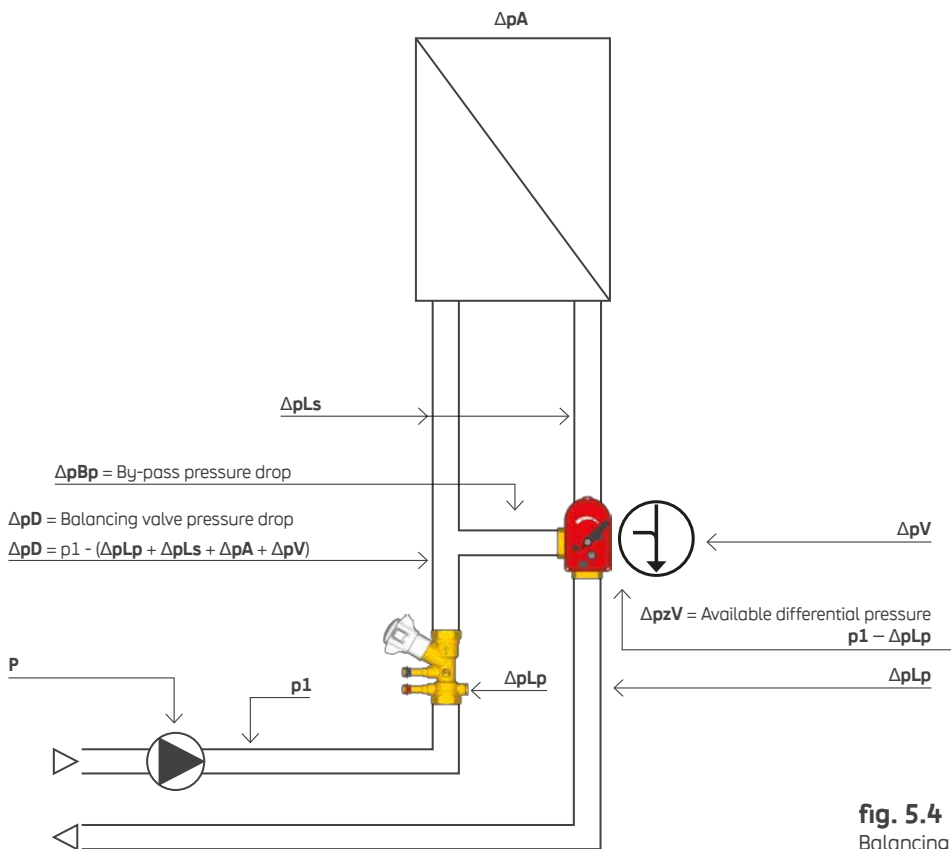 ΔpA
ΔpLs
ΔpBp = By-pass pressure drop
ΔpD = Balancing valve pressure drop
ΔpD = p1 - (ΔpLp + ΔpLs + ΔpA + ΔpV)
ΔpV
ΔpzV = Available differential pressure
p1 – ΔpLp
P
p1
ΔpLp
ΔpLp
fig. 5.4
Balancing